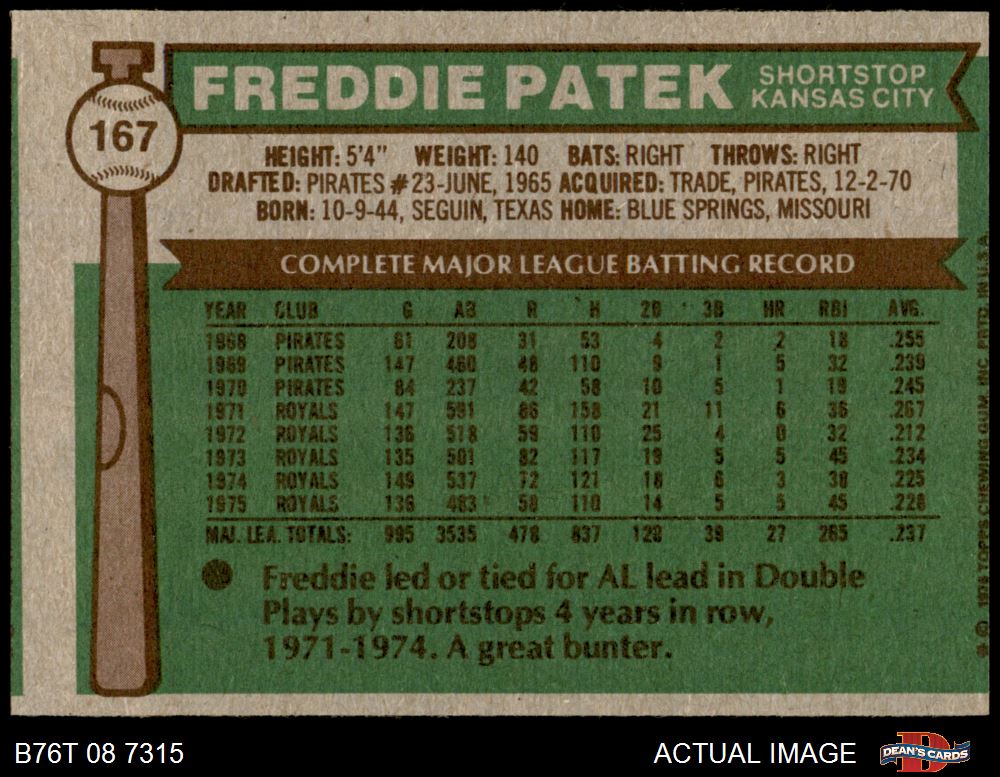 FREDDIE PATEK
SHORTSTOP
KANSAS CITY
167
HEIGHT: 5'4" WEIGHT: 140 BATS: RIGHT THROWS: RIGHT
DRAFTED: PIRATES #23-JUNE, 1965 ACQUIRED: TRADE, PIRATES, 12-2-70
BORN: 10-9-44, SEGUIN, TEXAS HOME: BLUE SPRINGS, MISSOURI
COMPLETE MAJOR LEAGUE BATTING RECORD
YEAR CLUB G AB R H 2B 3B HR RBI AVG.
1968 PIRATES 61 208 31 53 4 2 2 18 .255
1969 PIRATES 147 460 48 110 9 1 5 32 .239
1970 PIRATES 84 237 42 58 10 5 1 19 .245
1971 ROYALS 147 591 86 158 21 11 6 36 .267
1972 ROYALS 136 518 59 110 25 4 0 32 .212
1973 ROYALS 135 501 82 117 19 5 5 45 .234
1974 ROYALS 149 537 72 121 18 6 3 38 .225
1975 ROYALS 136 483 58 110 14 5 5 45 .228
MAJ. LEA. TOTALS: 995 3535 478 837 120 39 27 265 .237
Freddie led or tied for AL lead in Double
Plays by shortstops 4 years in row,
1971-1974. A great bunter.
© 1976 TOPPS CHEWING GUM, INC. PRTD. IN U.S.A.
B76T 08 7315
ACTUAL IMAGE
DEAN'S CARDS